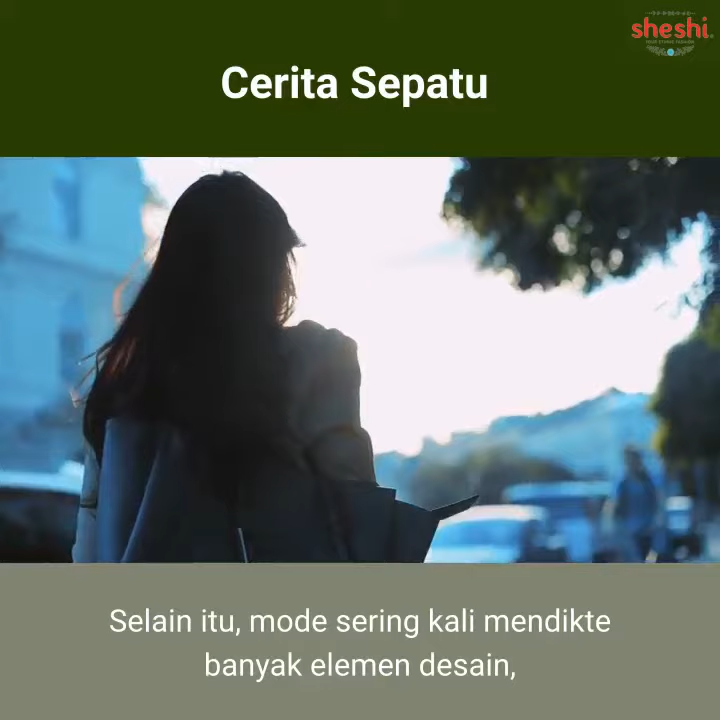 sheshi
Cerita Sepatu
Selain itu, mode sering kali mendikte
banyak elemen desain,